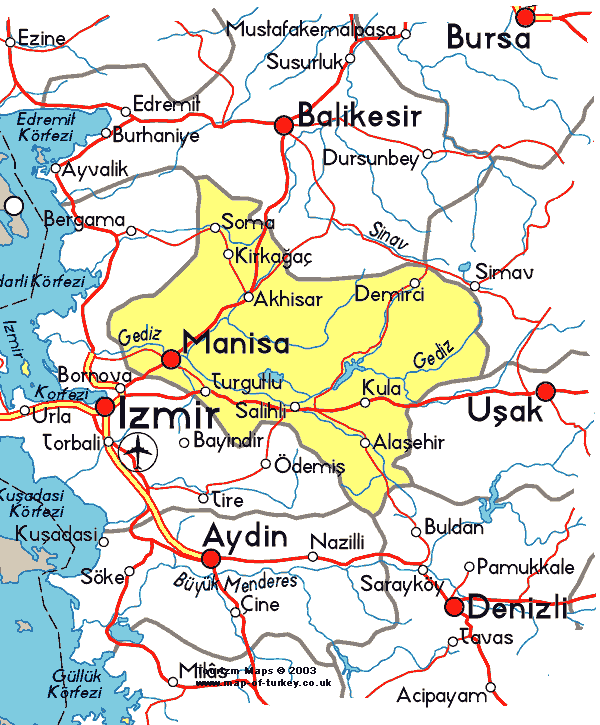 Mustafakemalpaşa
Bursa
Ezine
Susurluk
Edremit
Balikesir
Edremit
Körfezi
Burhaniye
Dursunbey
Ayvalik
Bergama
Soma
Sinav
Kirkağaç
Simav
darli Körfezi
Akhisar
Demirci
Izmir
Gediz
Manisa
Gediz
Bornova
Turgutlu
Kula
Korfezi
Urla
Izmir
Salihli
Uşak
Torbali
Bayindir
Alaşehir
Ödemiş
Kuşadasi
Körfezi
Tire
Kuşadasi
Aydin
Nazilli
Buldan
Söke
Büyük Menderes
Sarayköy
Pamukkale
Çine
Denizli
Tavas
Güllük
Körfezi
Milâs
Tourizm Maps © 2003
www.map-of-turkey.co.uk
Acipayam